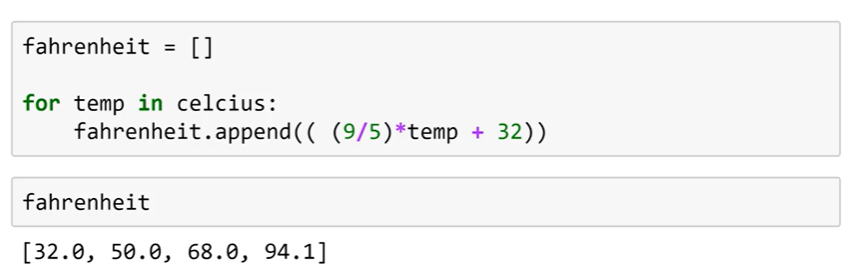 fahrenheit = []
for temp in celcius:
    fahrenheit.append(( (9/5)*temp + 32))
fahrenheit
[32.0, 50.0, 68.0, 94.1]